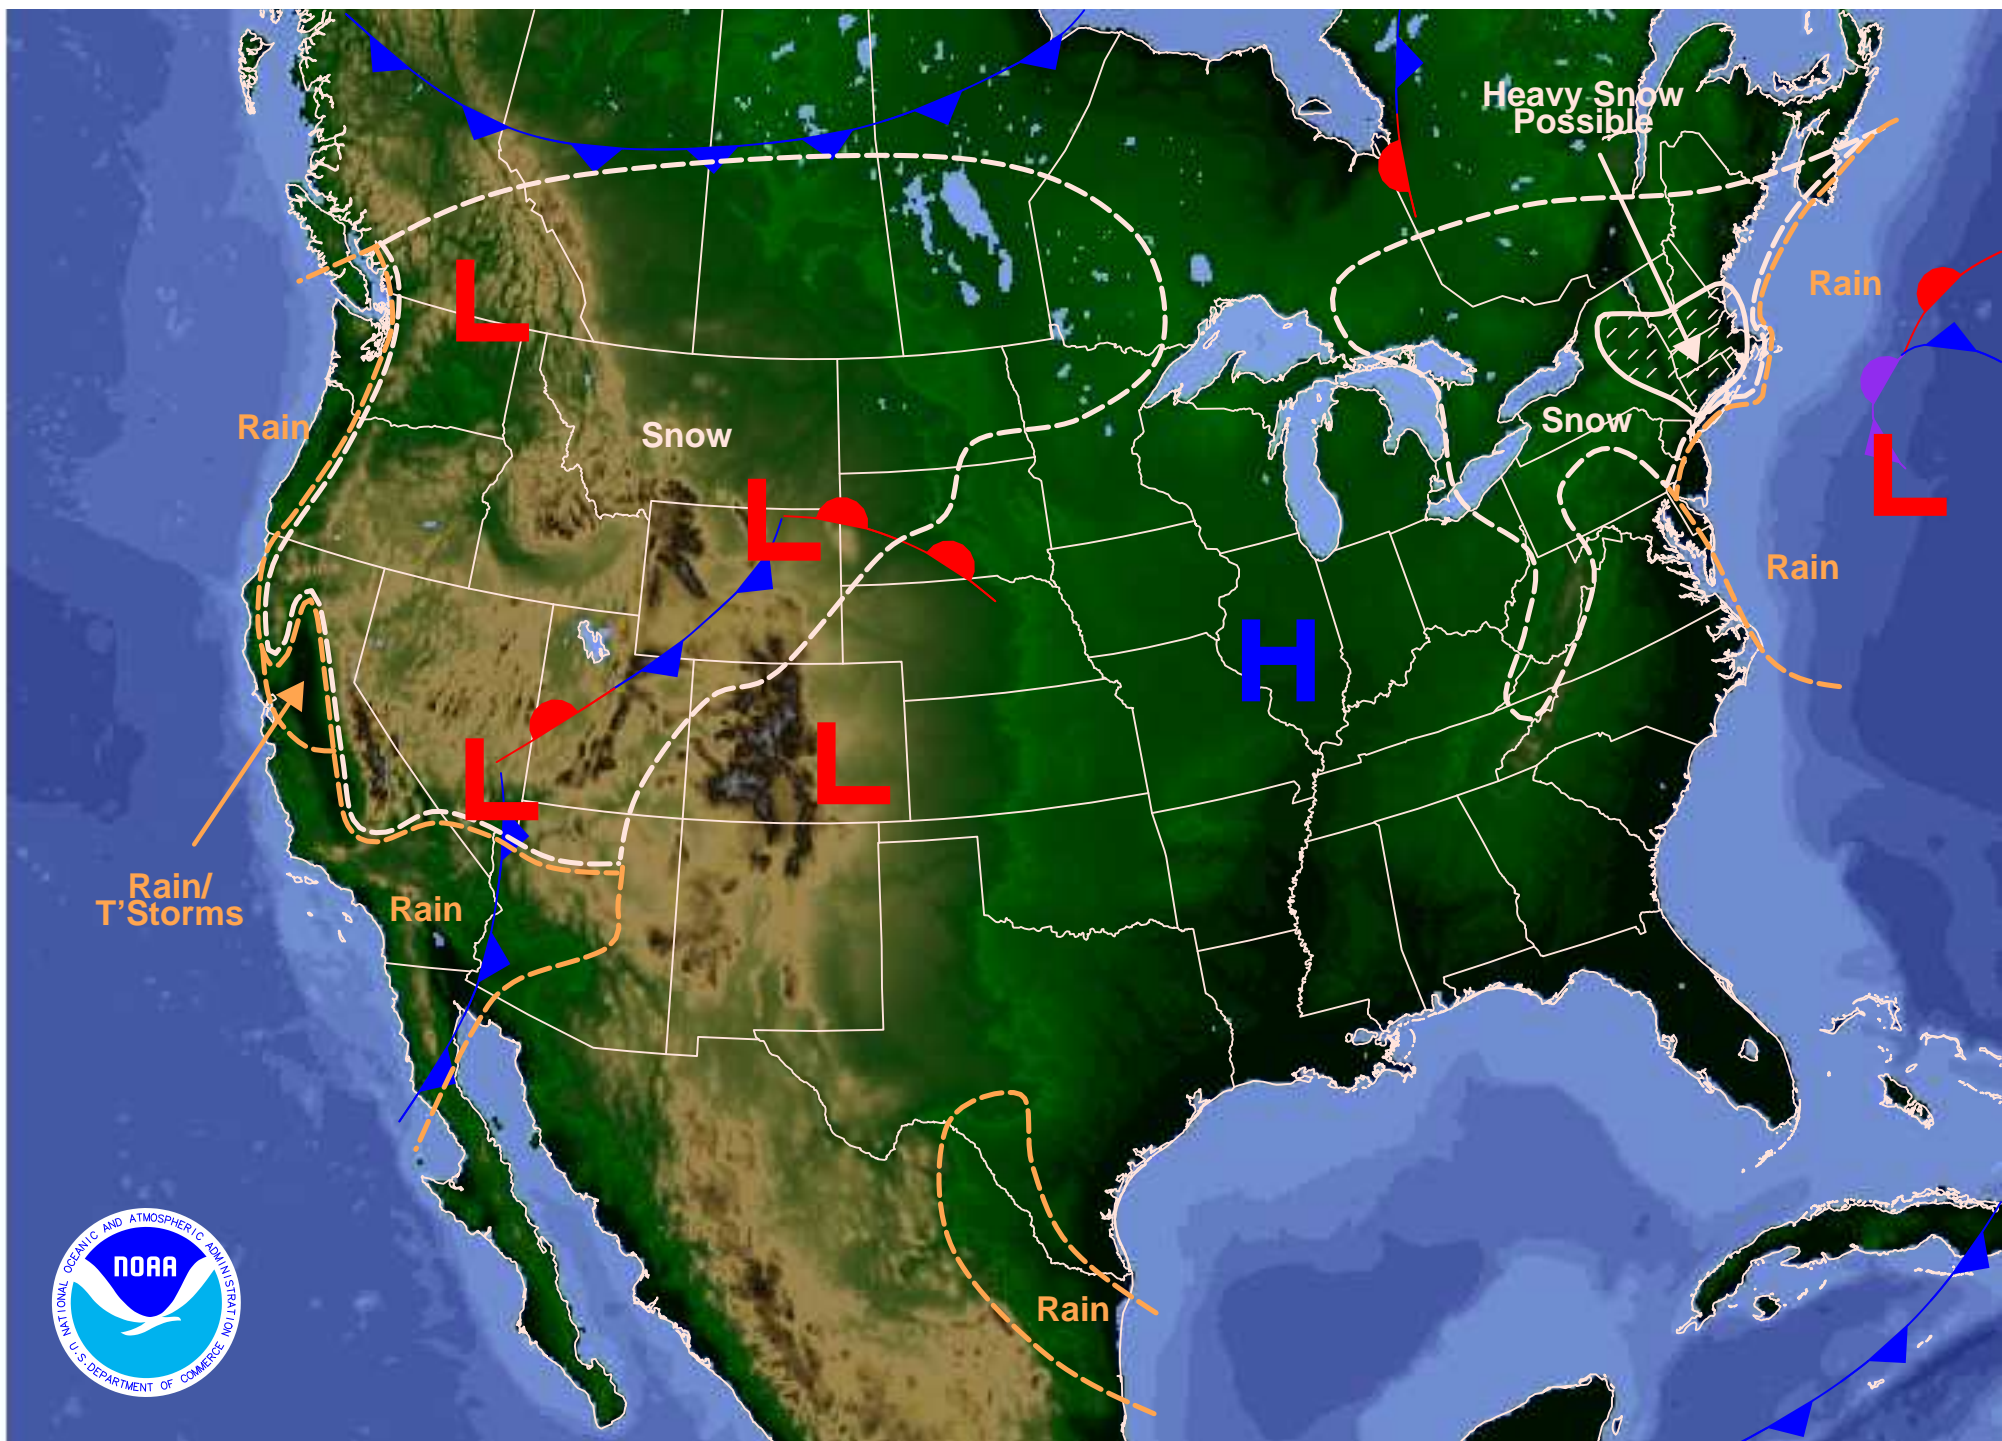 Heavy Snow
Possible
Rain
L
Rain
Snow
Snow
L
L
Rain
H
L
L
Rain/
T'Storms
Rain
Rain
NATIONAL OCEANIC AND ATMOSPHERIC ADMINISTRATION
NOAA
U.S. DEPARTMENT OF COMMERCE